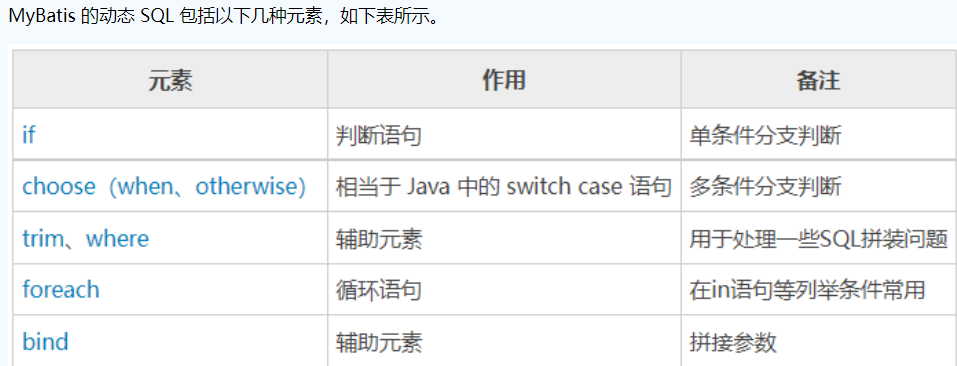 MyBatis 的动态 SQL 包括以下几种元素，如下表所示。
元素 作用 备注
if 判断语句 单条件分支判断
choose（when、otherwise） 相当于 Java 中的 switch case 语句 多条件分支判断
trim、where 辅助元素 用于处理一些SQL拼装问题
foreach 循环语句 在in语句等列举条件常用
bind 辅助元素 拼接参数